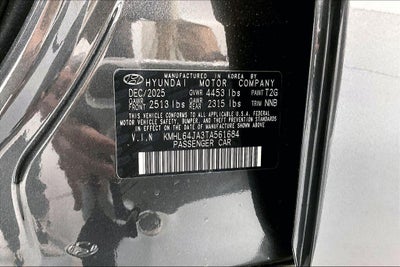 MANUFACTURED IN KOREA BY
HYUNDAI MOTOR COMPANY
DEC/2025 GVWR 4453 lbs PAINT T2G
GAWR FRONT 2513 lbs GAWR REAR 2315 lbs TRIM NNB
THIS VEHICLE CONFORMS TO ALL APPLICABLE U.S.A. FEDERAL
MOTOR VEHICLE SAFETY, BUMPER, AND THEFT PREVENTION
STANDARDS IN EFFECT ON THE DATE OF
MANUFACTURE SHOWN ABOVE.
V.I.N KMHL64JA3TA561684
PASSENGER CAR